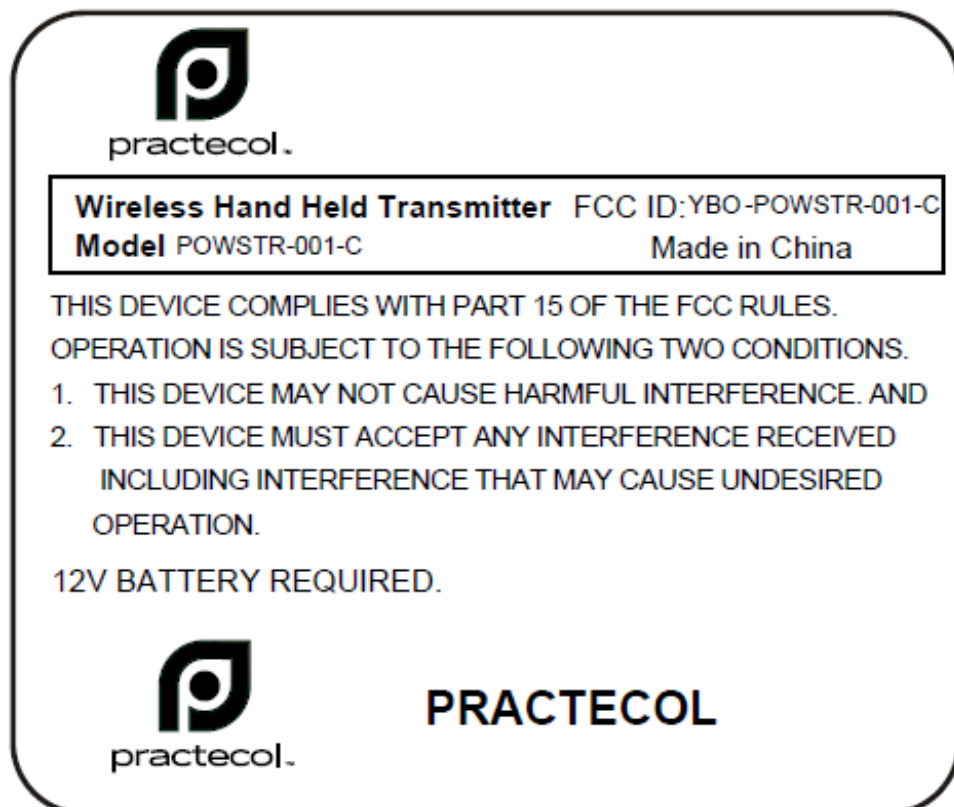 practecol™
Wireless Hand Held Transmitter FCC ID:YBO-POWSTR-001-C
Model POWSTR-001-C Made in China
THIS DEVICE COMPLIES WITH PART 15 OF THE FCC RULES.
OPERATION IS SUBJECT TO THE FOLLOWING TWO CONDITIONS.
1. THIS DEVICE MAY NOT CAUSE HARMFUL INTERFERENCE. AND
2. THIS DEVICE MUST ACCEPT ANY INTERFERENCE RECEIVED
INCLUDING INTERFERENCE THAT MAY CAUSE UNDESIRED
OPERATION.
12V BATTERY REQUIRED.
practecol™ PRACTECOL